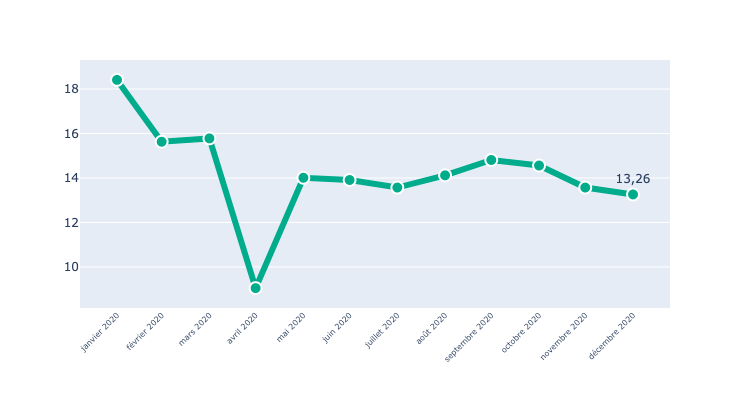 18
16
14
12
10
13,26
janvier 2020
février 2020
mars 2020
avril 2020
mai 2020
juin 2020
juillet 2020
août 2020
septembre 2020
octobre 2020
novembre 2020
décembre 2020